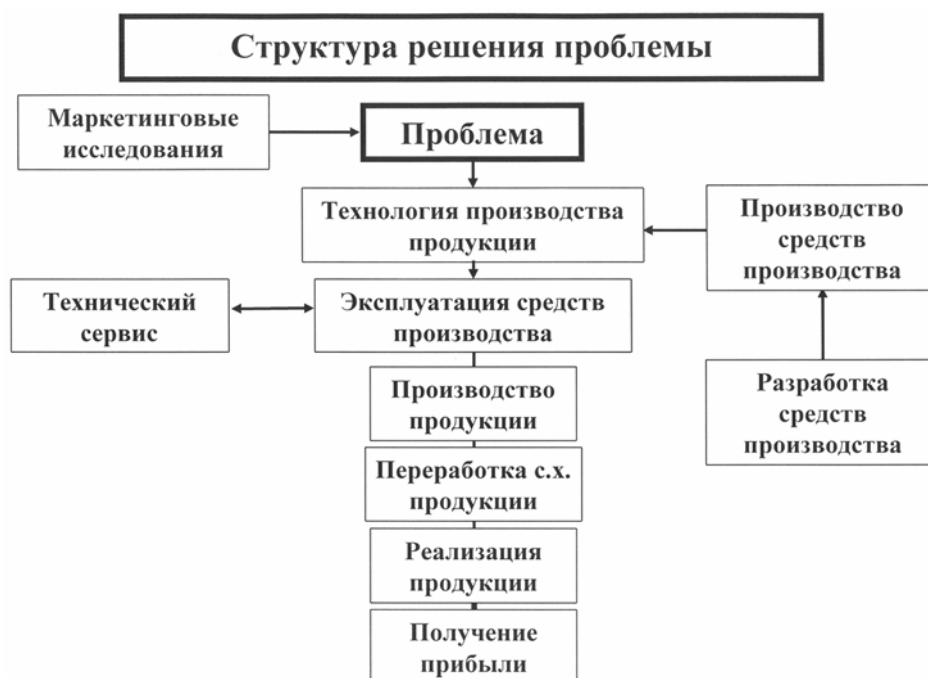 Структура решения проблемы
Маркетинговые
исследования
Проблема
Технология производства
продукции
Производство
средств
производства
Технический
сервис
Эксплуатация средств
производства
Разработка
средств
производства
Производство
продукции
Переработка с.х.
продукции
Реализация
продукции
Получение
прибыли